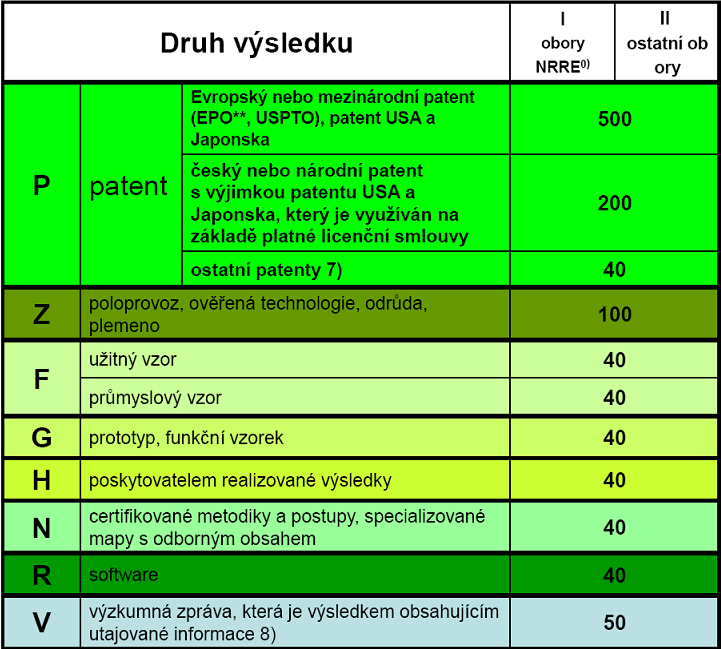 Druh výsledku
I
obory
NRRE⁰⁾
II
ostatní ob
ory
P
patent
Evropský nebo mezinárodní patent
(EPO**, USPTO), patent USA a
Japonska
500
český nebo národní patent
s výjimkou patentu USA a
Japonska, který je využíván na
základě platné licenční smlouvy
200
ostatní patenty 7)
40
Z
poloprovoz, ověřená technologie, odrůda,
plemeno
100
F
užitný vzor
40
průmyslový vzor
40
G
prototyp, funkční vzorek
40
H
poskytovatelem realizované výsledky
40
N
certifikované metodiky a postupy, specializované
mapy s odborným obsahem
40
R
software
40
V
výzkumná zpráva, která je výsledkem obsahujícím
utajované informace 8)
50